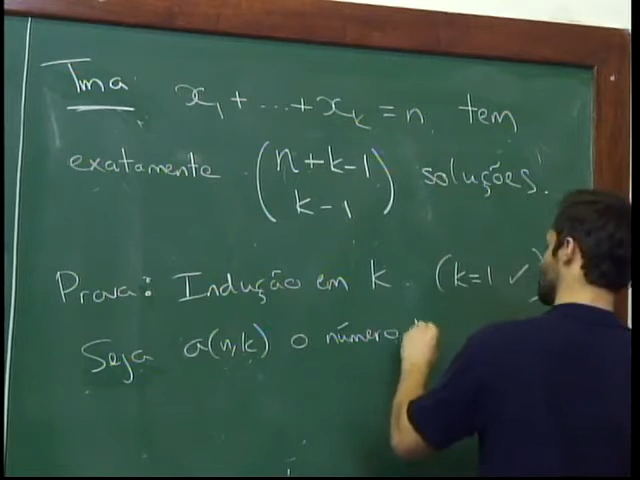 Tma: x₁ + ... + xₖ = n tem
exatamente (n+k-1 / k-1) soluções.
Prova: Indução em k. (k=1 ✓)
Seja a(n,k) o número